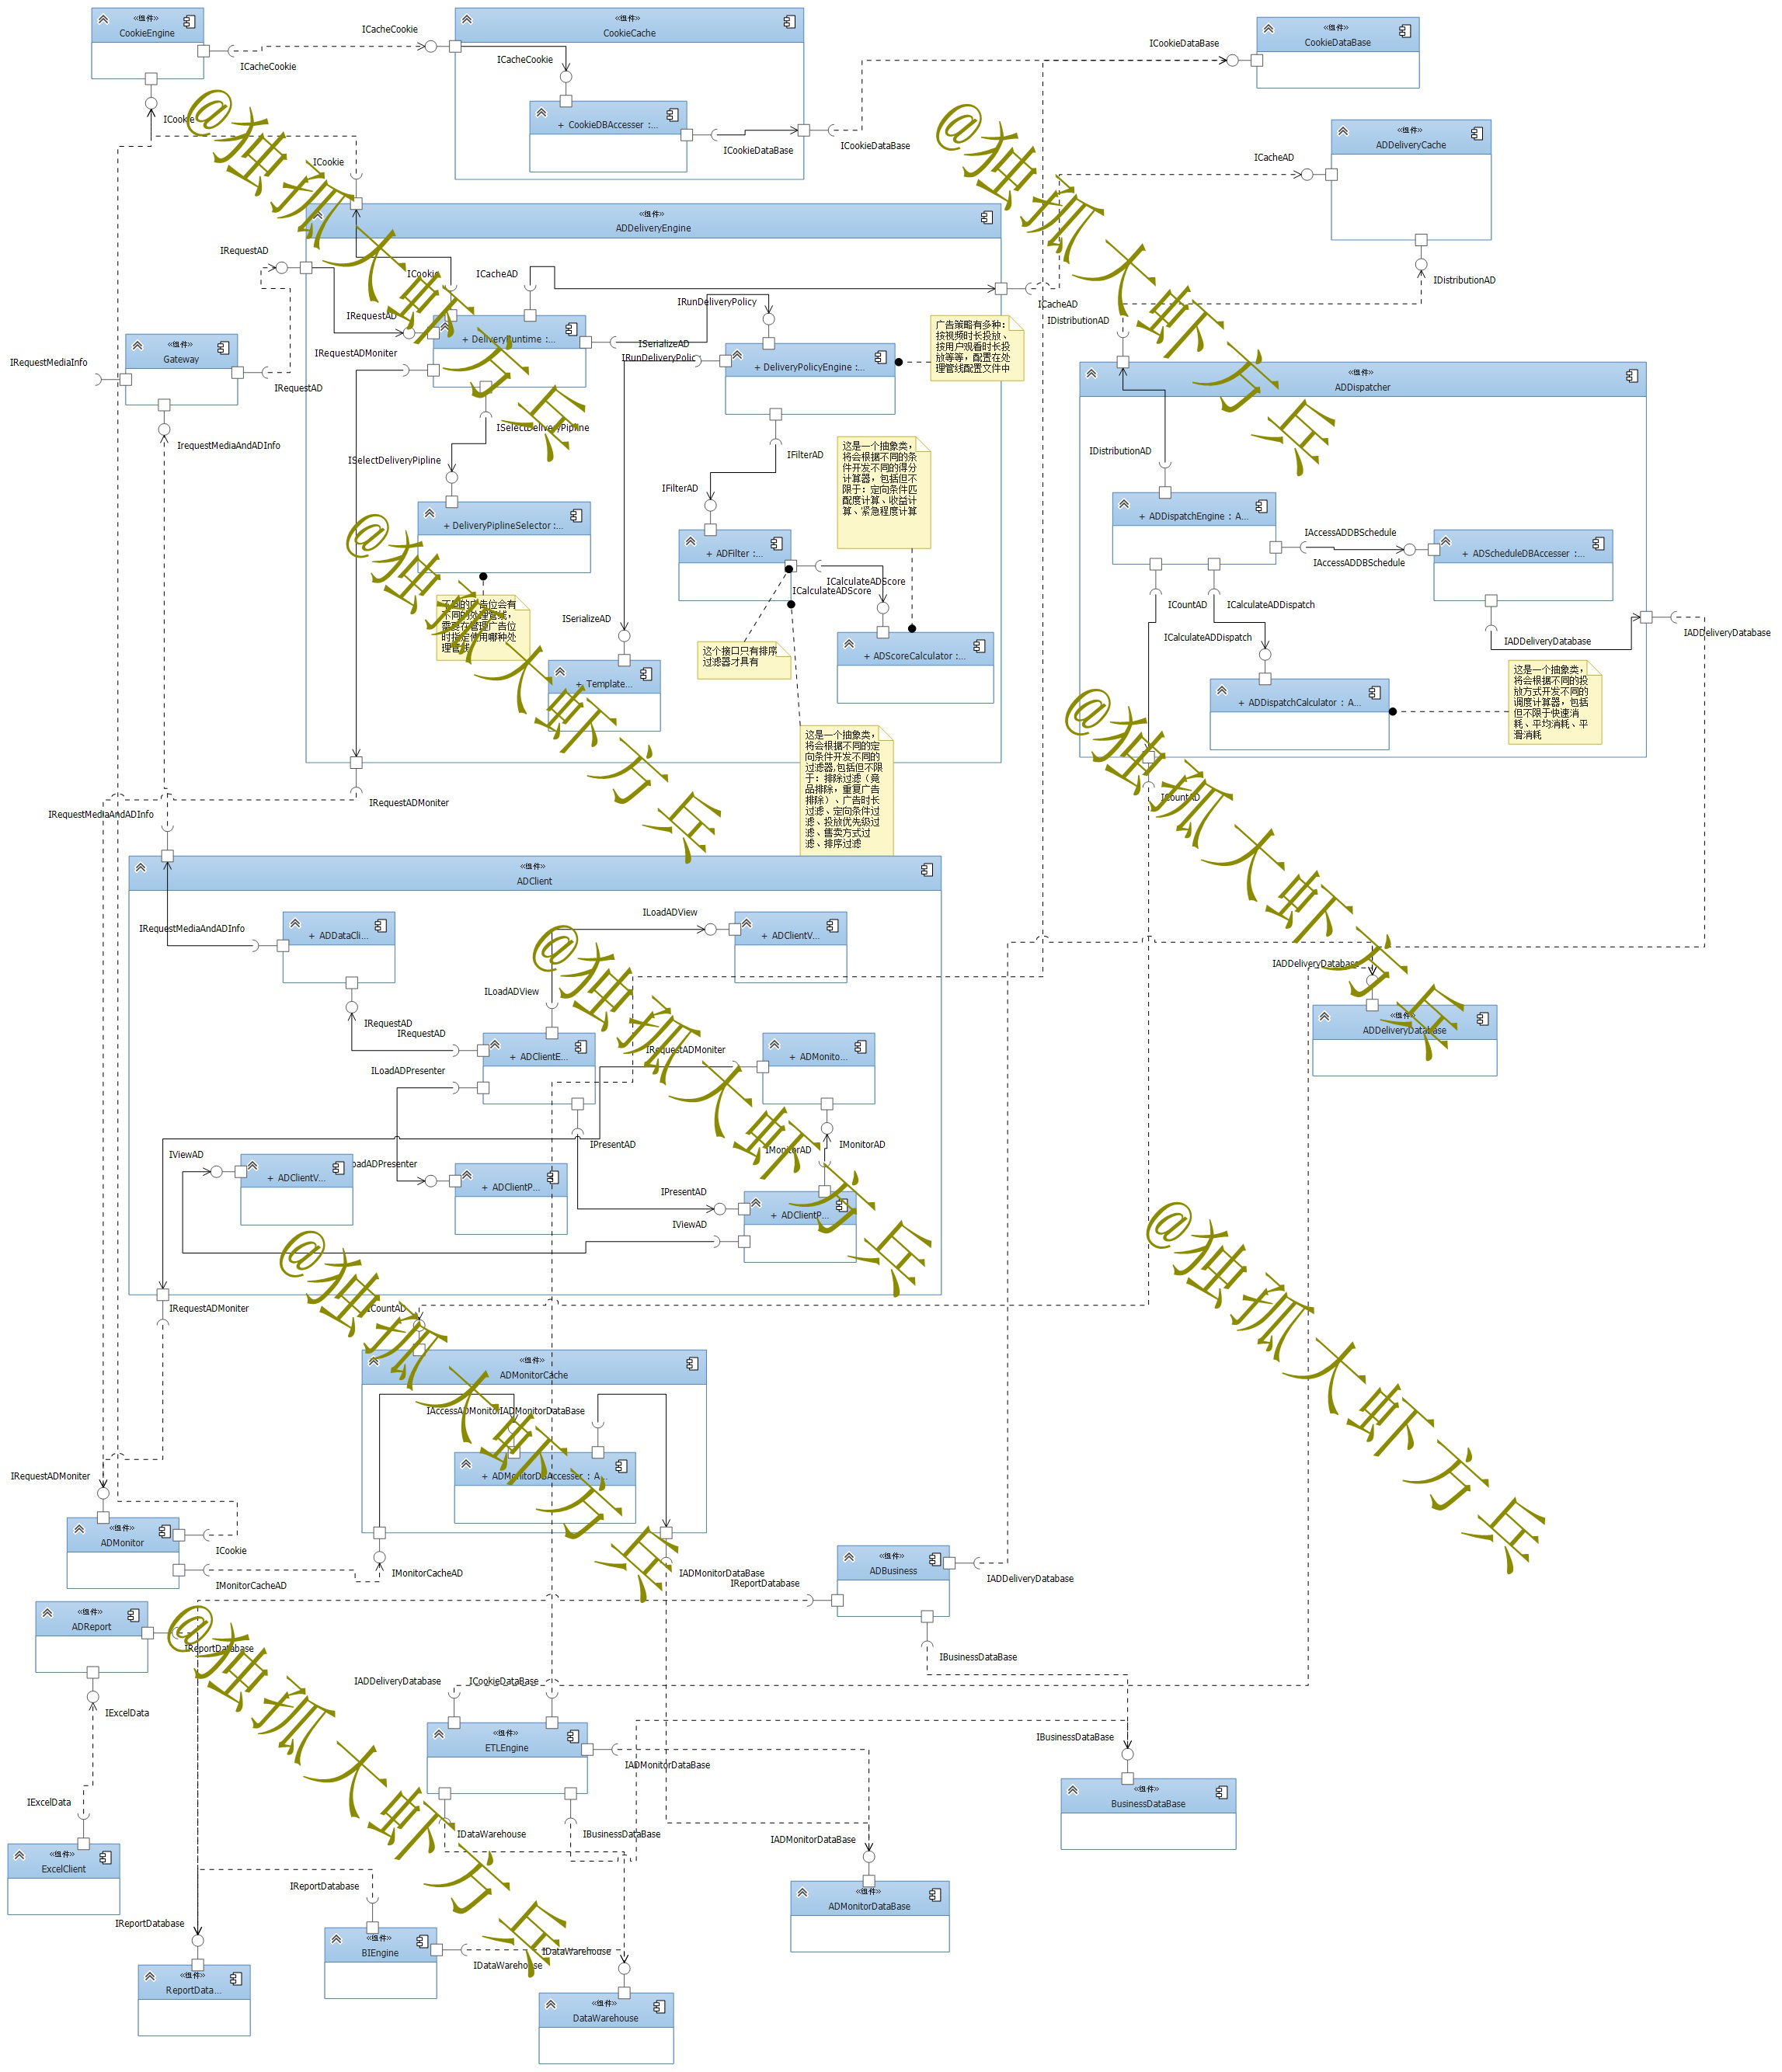 «组件»
CookieEngine
ICacheCookie
ICookie
ICacheCookie
«组件»
CookieCache
ICacheCookie
+ CookieDBAccesser :...
ICookieDataBase
ICookieDataBase
ICookieDataBase
«组件»
CookieDataBase
«组件»
ADDeliveryCache
ICacheAD
IDistributionAD
ICookie
«组件»
ADDeliveryEngine
IRequestAD
ICookie
ICacheAD
ICacheAD
IRequestAD
IRequestADMoniter
+ DeliveryRuntime :...
IRunDeliveryPolicy
ISerializeAD
+ DeliveryPolicyEngine :...
广告策略有多种:
按视频时长投放、
按用户观看时长投
放等等，配置在处
理管线配置文件中
«组件»
Gateway
IRequestMediaInfo
IRequestAD
IrequestMediaAndADInfo
ISelectDeliveryPipline
ISelectDeliveryPipline
+ DeliveryPiplineSelector :...
不同的广告位会有
不同的处理管线，
需要在管理广告位
时指定使用哪种处
理管线
IFilterAD
IFilterAD
+ ADFilter :...
这是一个抽象类，
将会根据不同的条
件开发不同的得分
计算器，包括但不
限于：定向条件匹
配度计算、收益计
算、紧急程度计算
ICalculateADScore
ICalculateADScore
+ ADScoreCalculator :...
这个接口只有排序
过滤器才具有
ISerializeAD
+ Template...
这是一个抽象类，
将会根据不同的定
向条件开发不同的
过滤器,包括但不限
于：排除过滤（竞
品排除，重复广告
排除）、广告时长
过滤、定向条件过
滤、投放优先级过
滤、售卖方式过
滤、排序过滤
IRequestADMoniter
IDistributionAD
«组件»
ADDispatcher
IDistributionAD
+ ADDispatchEngine : A...
IAccessADDBSchedule
IAccessADDBSchedule
+ ADScheduleDBAccesser :...
ICountAD
ICalculateADDispatch
ICalculateADDispatch
+ ADDispatchCalculator : A...
IADDeliveryDatabase
IADDeliveryDatabase
这是一个抽象类，
将会根据不同的投
放方式开发不同的
调度计算器，包括
但不限于快速消
耗、平均消耗、平
滑消耗
ICountAD
IRequestMediaAndADInfo
«组件»
ADClient
IRequestMediaAndADInfo
+ ADDataCli...
ILoadADView
+ ADClientV...
ILoadADView
IRequestAD
IRequestAD
+ ADClientE...
ILoadADPresenter
IRequestADMoniter
+ ADMonito...
IPresentAD
IMonitorAD
IMonitorAD
IViewAD
+ ADClientV...
+ ADClientP...
IPresentAD
+ ADClientP...
IViewAD
IRequestADMoniter
IADDeliveryDatabase
«组件»
ADDeliveryDatabase
ICountAD
«组件»
ADMonitorCache
IADMonitorDataBase
+ ADMonitorDBAccesser : A...
IRequestADMoniter
«组件»
ADMonitor
ICookie
IMonitorCacheAD
IMonitorCacheAD
IADMonitorDataBase
«组件»
ADBusiness
IADDeliveryDatabase
IReportDatabase
IBusinessDataBase
«组件»
ADReport
IReportDatabase
IExcelData
IExcelData
«组件»
ExcelClient
IADDeliveryDatabase
ICookieDataBase
«组件»
ETLEngine
IADMonitorDataBase
IDataWarehouse
IBusinessDataBase
IBusinessDataBase
«组件»
BusinessDataBase
IADMonitorDataBase
«组件»
ADMonitorDataBase
IReportDatabase
IReportDatabase
«组件»
BIEngine
IDataWarehouse
IDataWarehouse
«组件»
ReportData...
«组件»
DataWarehouse
@独孤大虾方兵
@独孤大虾方兵
@独孤大虾方兵
@独孤大虾方兵
@独孤大虾方兵
@独孤大虾方兵
@独孤大虾方兵
@独孤大虾方兵